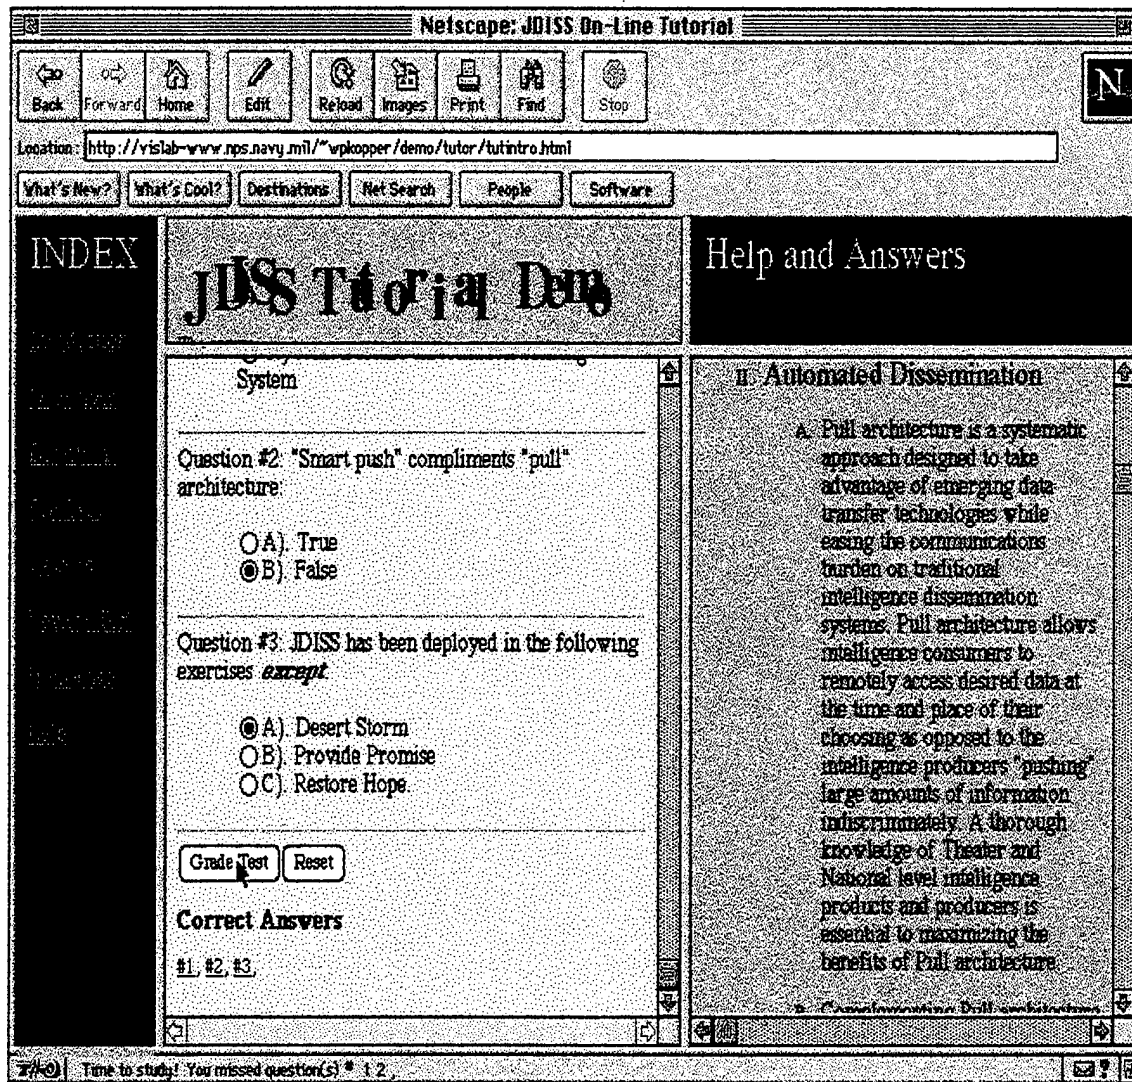 Netscape: JDISS On-Line Tutorial
Back Forward Home Edit Reload Images Print Find Stop
N
Location: http://vislab-www.nps.navy.mil/~wpkopper/demo/tutor/tutintro.html
What's New? What's Cool? Destinations Net Search People Software
INDEX
JDISS Tutorial Demo
Help and Answers
System
Question #2: "Smart push" compliments "pull"
architecture:
A). True
B). False
Question #3: JDISS has been deployed in the following
exercises except:
A). Desert Storm
B). Provide Promise
C). Restore Hope.
Grade Test Reset
Correct Answers
#1, #2, #3,
II. Automated Dissemination
A. Pull architecture is a systematic
approach designed to take
advantage of emerging data
transfer technologies while
easing the communications
burden on traditional
intelligence dissemination
systems. Pull architecture allows
intelligence consumers to
remotely access desired data at
the time and place of their
choosing as opposed to the
intelligence producers "pushing"
large amounts of information
indiscriminately. A thorough
knowledge of Theater and
National level intelligence
products and producers is
essential to maximizing the
benefits of Pull architecture.
B. Complementing Pull architecture
Time to study! You missed question(s) * 1 2 ,